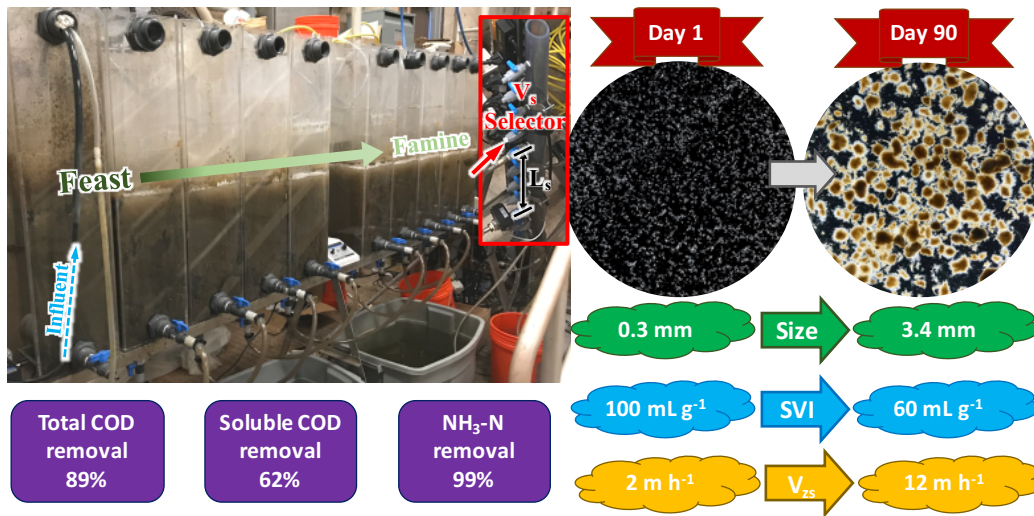 Feast
Famine
Influent
Vs
Selector
Ls
Day 1
Day 90
0.3 mm
Size
3.4 mm
100 mL g⁻¹
SVI
60 mL g⁻¹
2 m h⁻¹
Vzs
12 m h⁻¹
Total COD
removal
89%
Soluble COD
removal
62%
NH₃-N
removal
99%